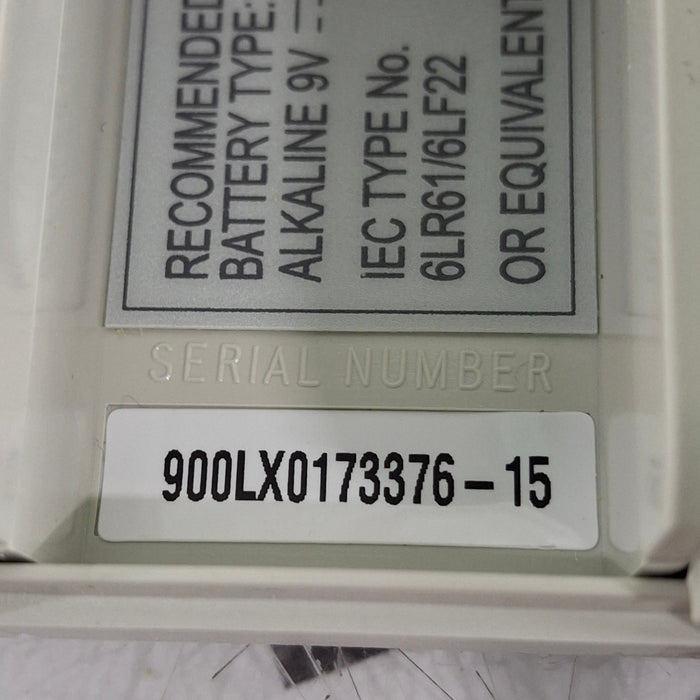 RECOMMENDED
BATTERY TYPE:
ALKALINE 9V ⎓
IEC TYPE No.
6LR61/6LF22
OR EQUIVALENT
SERIAL NUMBER
900LX0173376-15